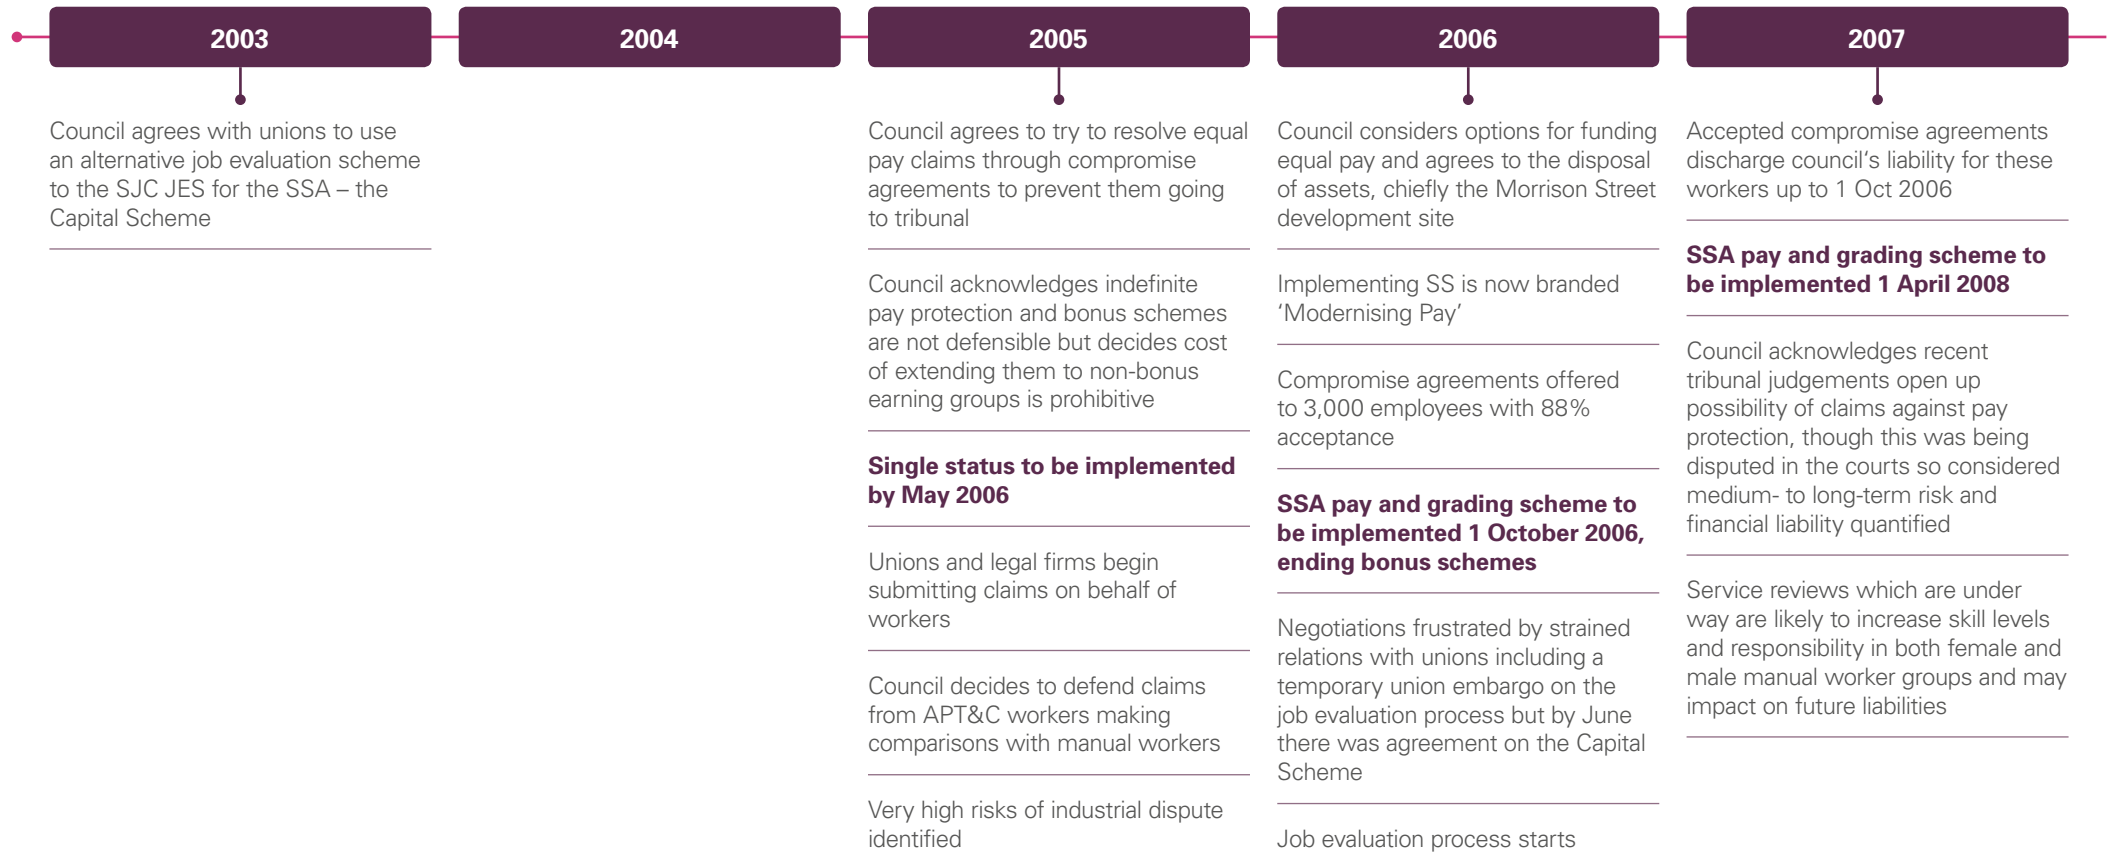 2003
Council agrees with unions to use
an alternative job evaluation scheme
to the SJC JES for the SSA – the
Capital Scheme
2004
2005
Council agrees to try to resolve equal
pay claims through compromise
agreements to prevent them going
to tribunal
Council acknowledges indefinite
pay protection and bonus schemes
are not defensible but decides cost
of extending them to non-bonus
earning groups is prohibitive
Single status to be implemented
by May 2006
Unions and legal firms begin
submitting claims on behalf of
workers
Council decides to defend claims
from APT&C workers making
comparisons with manual workers
Very high risks of industrial dispute
identified
2006
Council considers options for funding
equal pay and agrees to the disposal
of assets, chiefly the Morrison Street
development site
Implementing SS is now branded
‘Modernising Pay’
Compromise agreements offered
to 3,000 employees with 88%
acceptance
SSA pay and grading scheme to
be implemented 1 October 2006,
ending bonus schemes
Negotiations frustrated by strained
relations with unions including a
temporary union embargo on the
job evaluation process but by June
there was agreement on the Capital
Scheme
Job evaluation process starts
2007
Accepted compromise agreements
discharge council‘s liability for these
workers up to 1 Oct 2006
SSA pay and grading scheme to
be implemented 1 April 2008
Council acknowledges recent
tribunal judgements open up
possibility of claims against pay
protection, though this was being
disputed in the courts so considered
medium- to long-term risk and
financial liability quantified
Service reviews which are under
way are likely to increase skill levels
and responsibility in both female and
male manual worker groups and may
impact on future liabilities